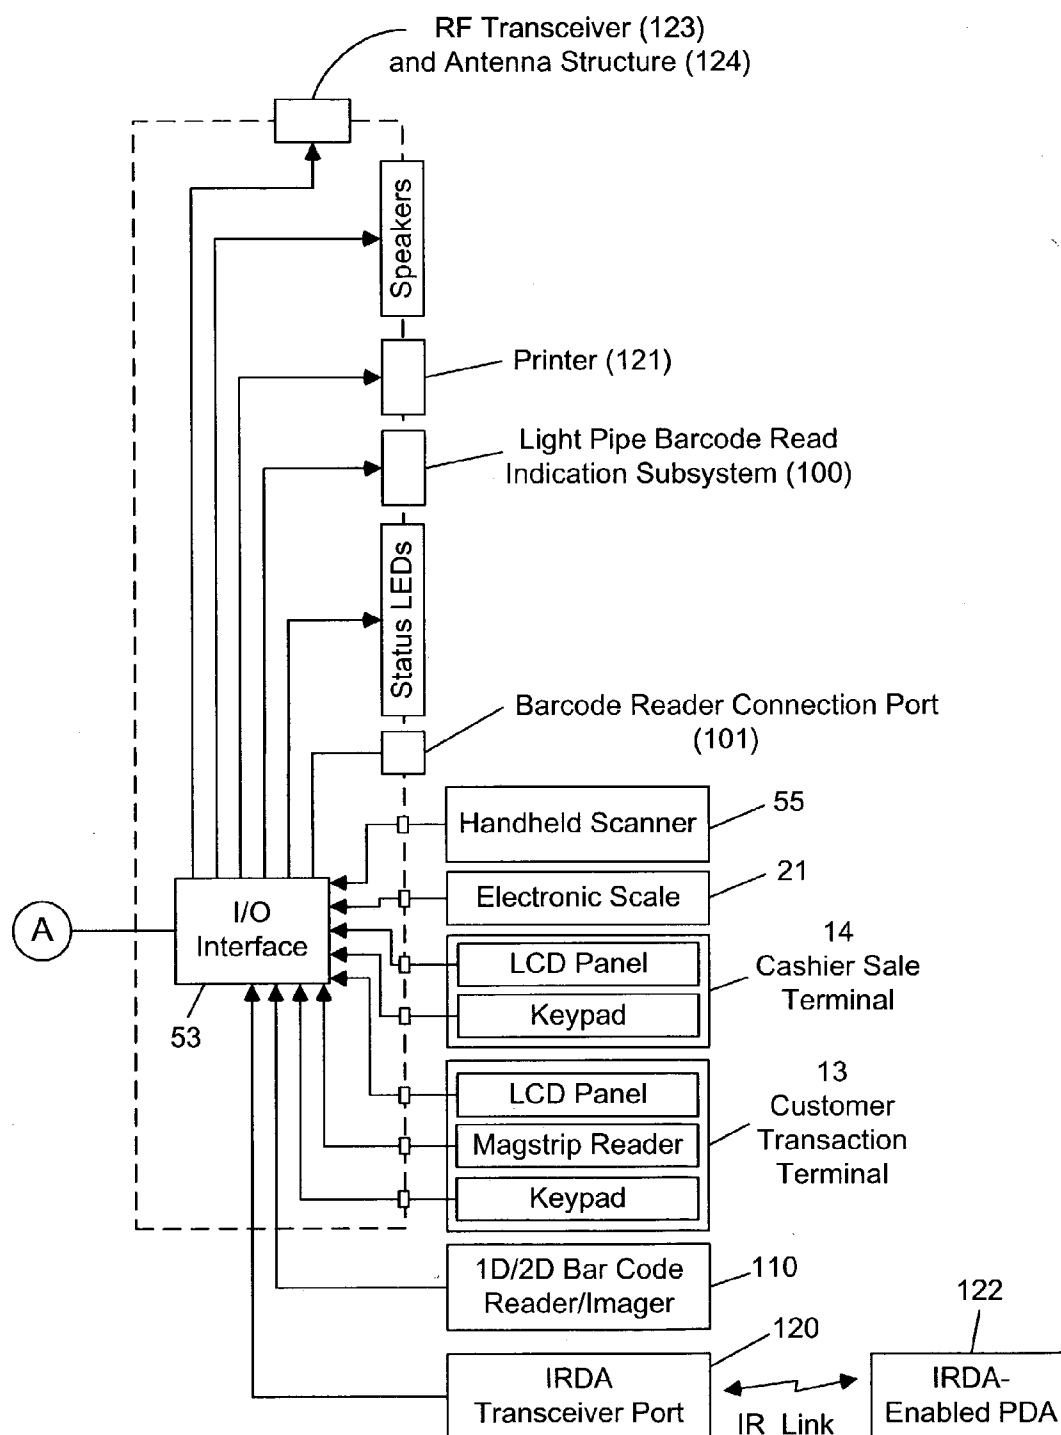 RF Transceiver (123)
and Antenna Structure (124)
Speakers
Printer (121)
Light Pipe Barcode Read
Indication Subsystem (100)
Status LEDs
Barcode Reader Connection Port
(101)
Handheld Scanner
55
Electronic Scale
21
A
I/O
Interface
53
LCD Panel
Keypad
14
Cashier Sale
Terminal
LCD Panel
Magstrip Reader
Keypad
13
Customer
Transaction
Terminal
1D/2D Bar Code
Reader/Imager
110
IRDA
Transceiver Port
120
IR Link
122
IRDA-
Enabled PDA